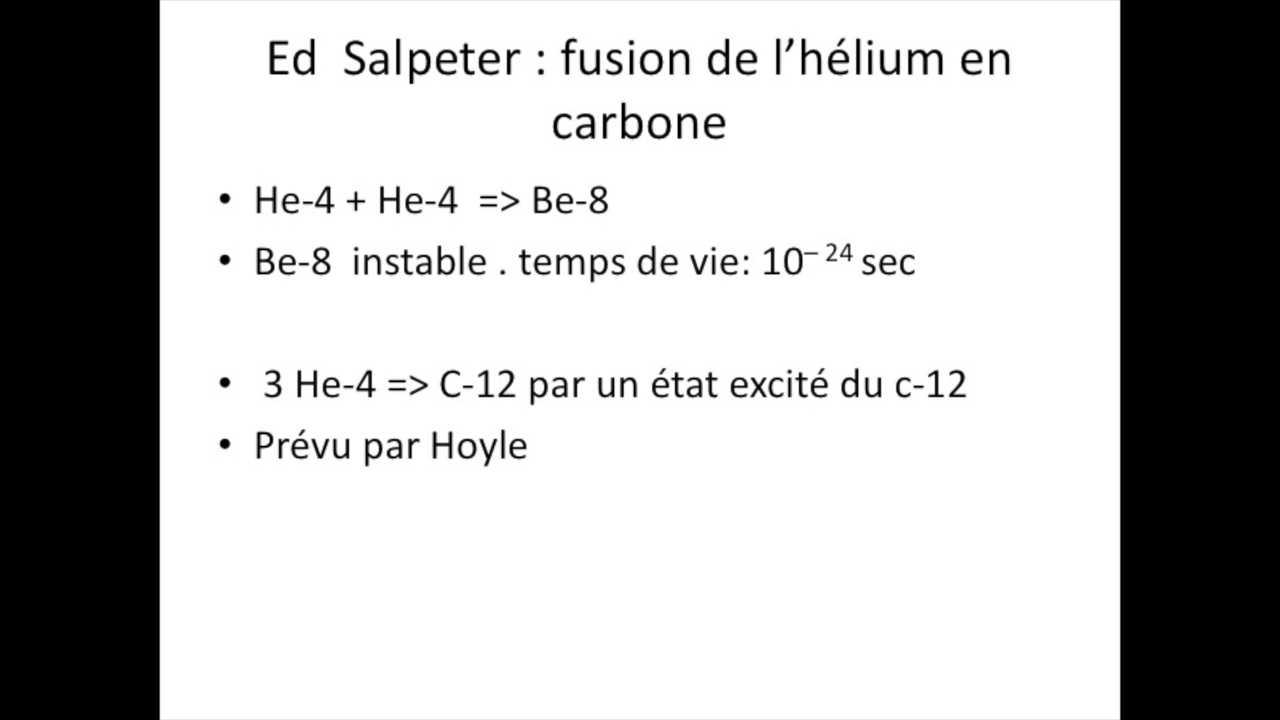 Ed  Salpeter : fusion de l’hélium en
carbone
• He-4 + He-4  => Be-8
• Be-8  instable . temps de vie: 10⁻ ²⁴ sec
•  3 He-4 => C-12 par un état excité du c-12
• Prévu par Hoyle